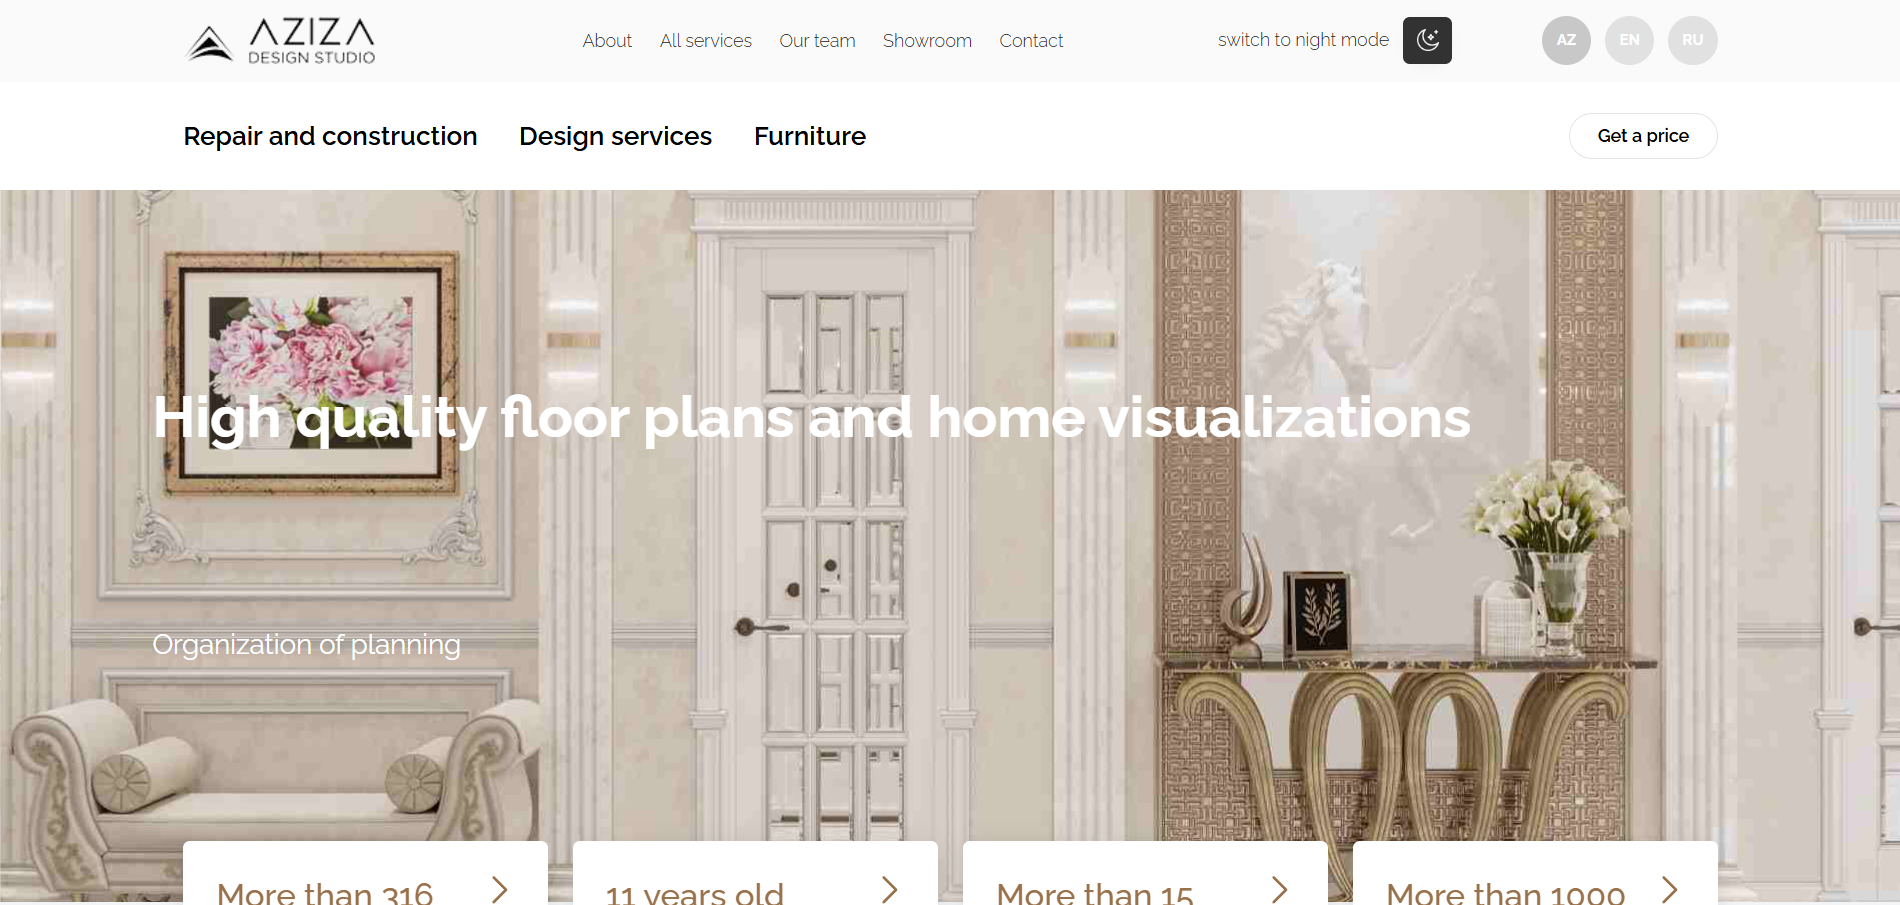 AZIZA
DESIGN STUDIO
About All services Our team Showroom Contact
switch to night mode
AZ EN RU
Repair and construction Design services Furniture
Get a price
High quality floor plans and home visualizations
Organization of planning
More than 316
11 years old
More than 15
More than 1000